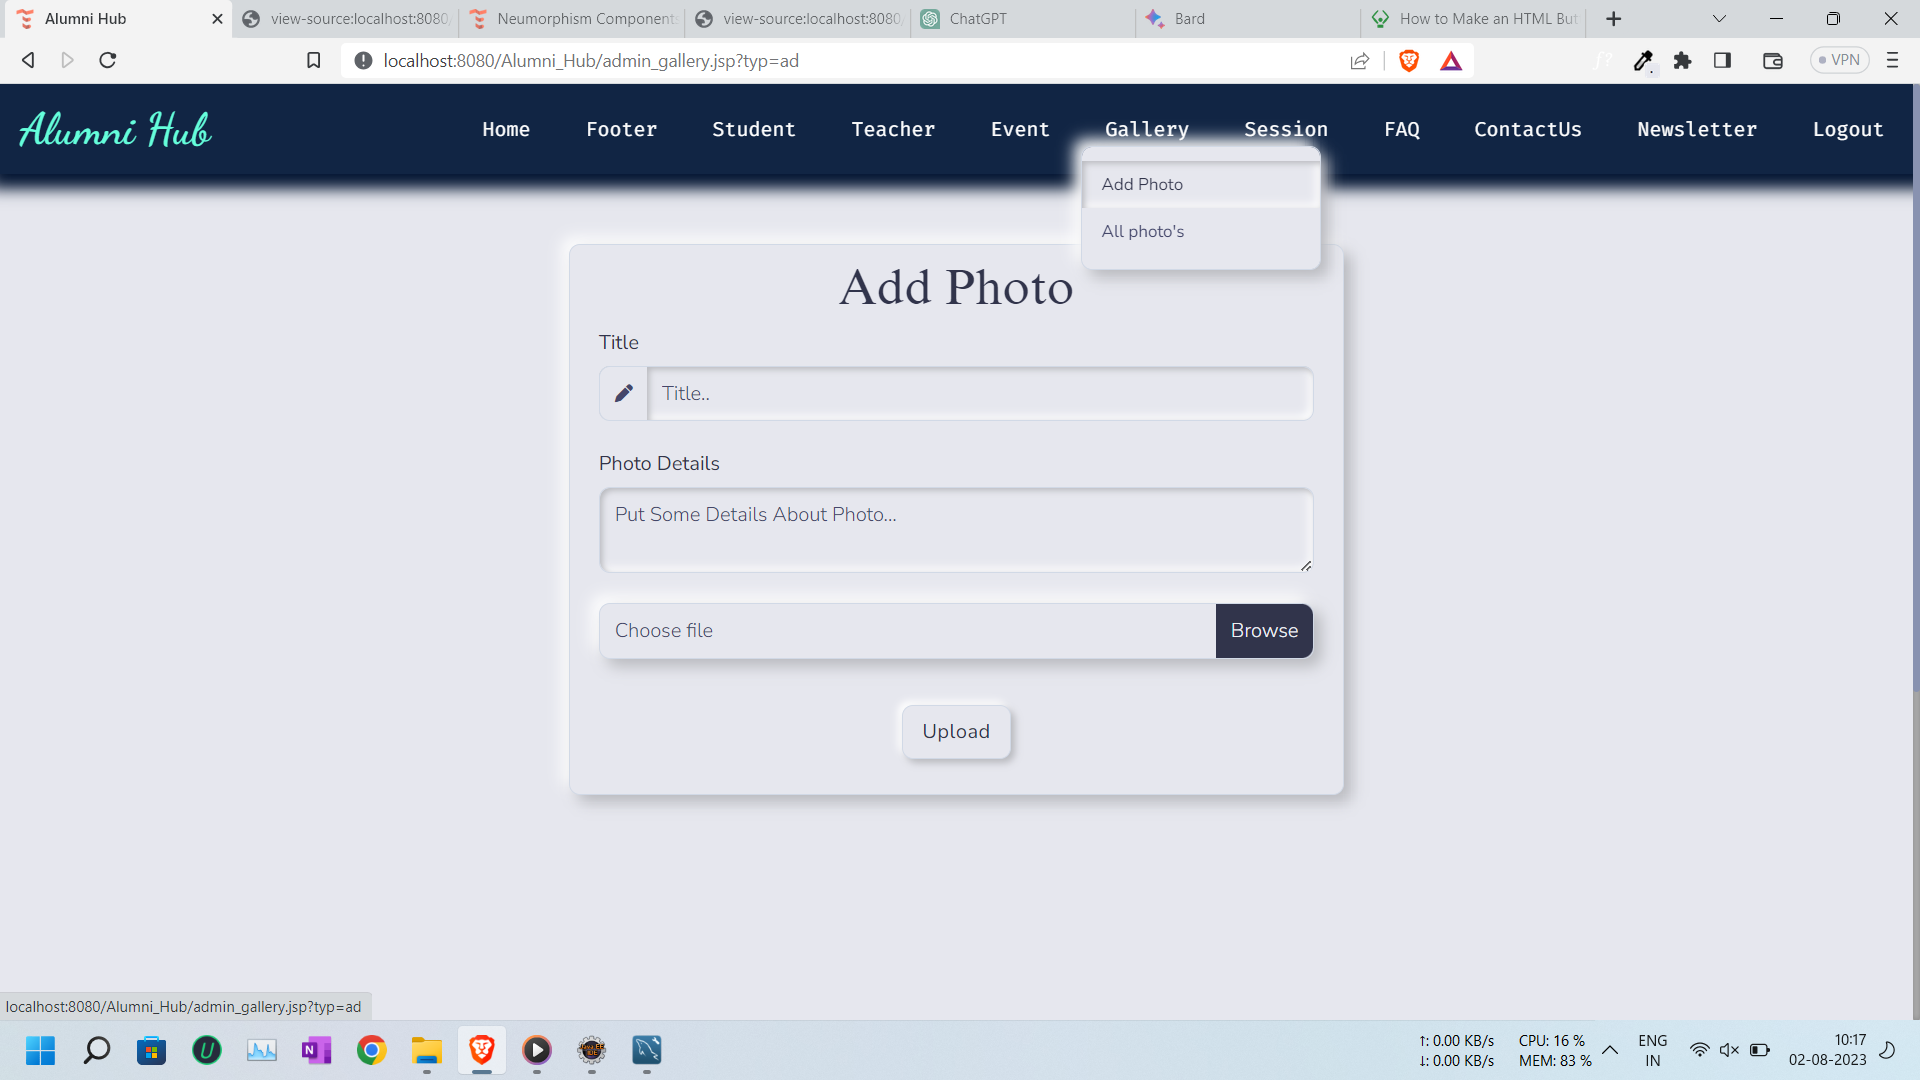 Alumni Hub
view-source:localhost:8080/
Neumorphism Component
view-source:localhost:8080/
ChatGPT
Bard
How to Make an HTML But
localhost:8080/Alumni_Hub/admin_gallery.jsp?typ=ad
VPN
Alumni Hub
Home
Footer
Student
Teacher
Event
Gallery
Session
FAQ
ContactUs
Newsletter
Logout
Add Photo
All photo's
Add Photo
Title
Title..
Photo Details
Put Some Details About Photo...
Choose file
Browse
Upload
localhost:8080/Alumni_Hub/admin_gallery.jsp?typ=ad
↑: 0.00 KB/s
↓: 0.00 KB/s
CPU: 16 %
MEM: 83 %
ENG
IN
10:17
02-08-2023